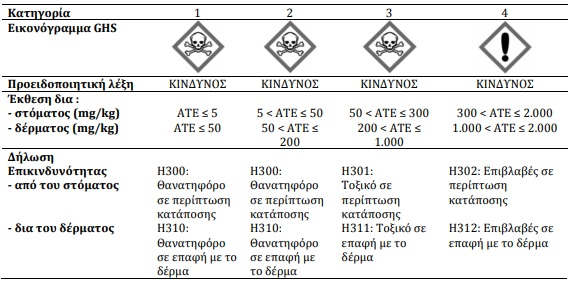 Κατηγορία 1 2 3 4
Εικονόγραμμα GHS
Προειδοποιητική λέξη ΚΙΝΔΥΝΟΣ ΚΙΝΔΥΝΟΣ ΚΙΝΔΥΝΟΣ ΚΙΝΔΥΝΟΣ
Έκθεση δια :
- στόματος (mg/kg) ATE ≤ 5 5 < ATE ≤ 50 50 < ATE ≤ 300 300 < ATE ≤ 2.000
- δέρματος (mg/kg) ATE ≤ 50 50 < ATE ≤ 200 < ATE ≤ 1.000 < ATE ≤ 2.000
200 1.000
Δήλωση
Επικινδυνότητας H300: H300: H301: H302: Επιβλαβές σε
- από του στόματος Θανατηφόρο Θανατηφόρο Τοξικό σε περίπτωση
σε περίπτωση σε περίπτωση περίπτωση κατάποσης
κατάποσης κατάποσης κατάποσης
- δια του δέρματος H310: H310: H311: Τοξικό σε H312: Επιβλαβές σε
Θανατηφόρο Θανατηφόρο επαφή με το επαφή με το δέρμα
σε επαφή με το σε επαφή με το δέρμα
δέρμα δέρμα